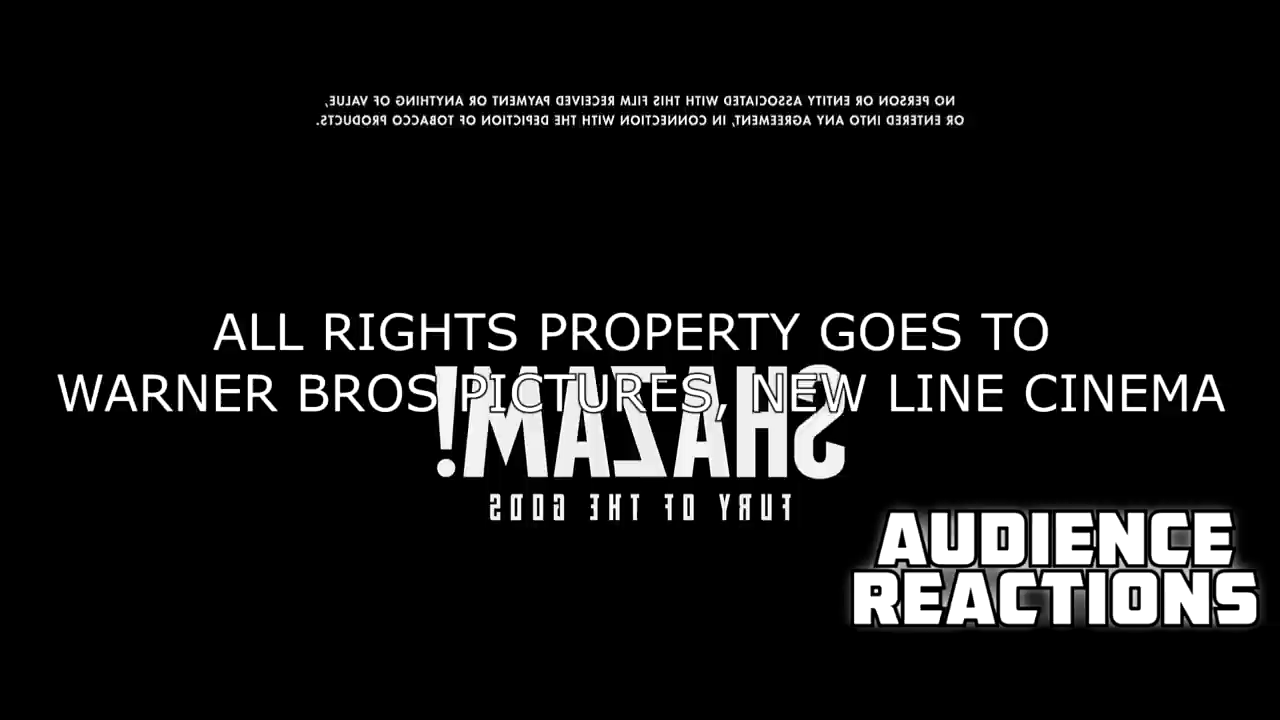 NO PERSON OR ENTITY ASSOCIATED WITH THIS FILM RECEIVED PAYMENT OR ANYTHING OF VALUE,
OR ENTERED INTO ANY AGREEMENT, IN CONNECTION WITH THE DEPICTION OF TOBACCO PRODUCTS.
ALL RIGHTS PROPERTY GOES TO
WARNER BROS PICTURES, NEW LINE CINEMA
SHAZAM!
FURY OF THE GODS
AUDIENCE
REACTIONS